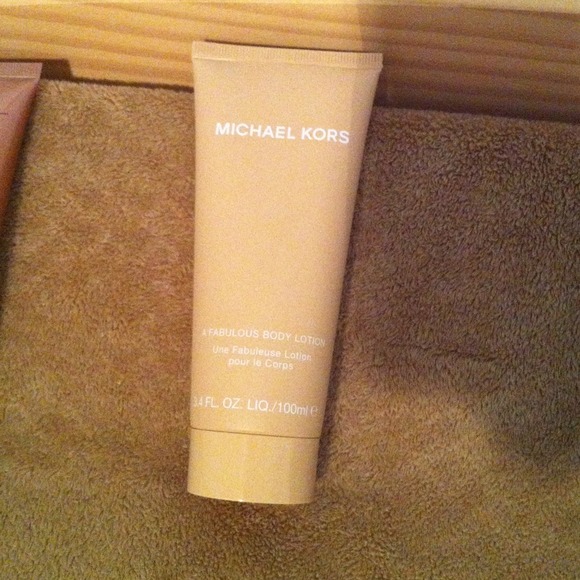 MICHAEL KORS
A FABULOUS BODY LOTION
Une Fabuleuse Lotion
pour le Corps
3.4 FL. OZ. LIQ./100ml ℮